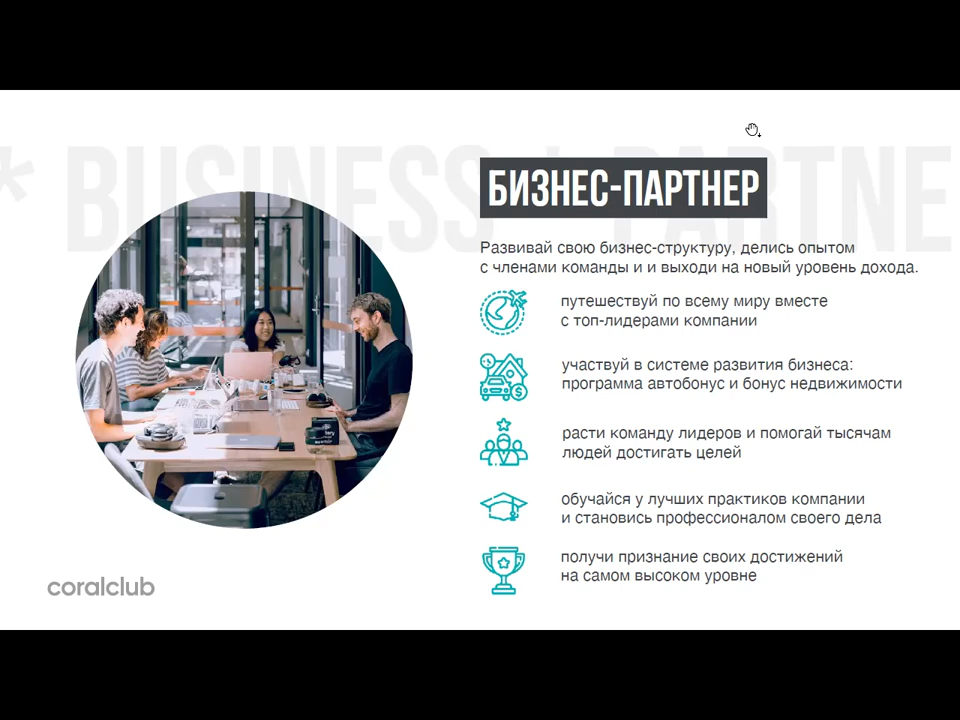 * BUSINESS * PARTNE
БИЗНЕС-ПАРТНЕР
Развивай свою бизнес-структуру, делись опытом
с членами команды и и выходи на новый уровень дохода.
путешествуй по всему миру вместе
с топ-лидерами компании
участвуй в системе развития бизнеса:
программа автобонус и бонус недвижимости
расти команду лидеров и помогай тысячам
людей достигать целей
обучайся у лучших практиков компании
и становись профессионалом своего дела
получи признание своих достижений
на самом высоком уровне
coralclub